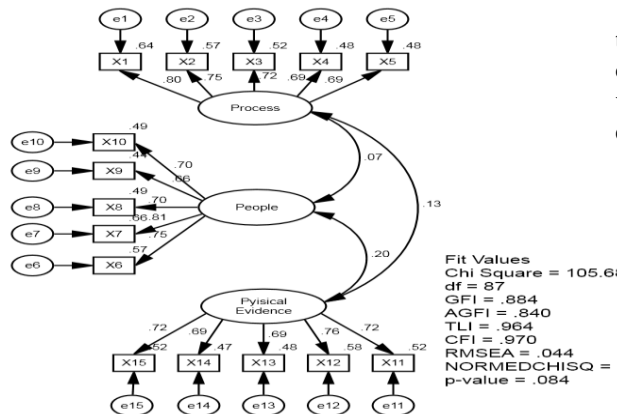 e1 e2 e3 e4 e5
.64 .57 .52 .48 .48
X1 X2 X3 X4 X5
.80 .75 .72 .69 .69
Process
e10 X10 .49
e9 X9 .44
e8 X8 .49
e7 X7 .66
e6 X6 .57
.70
.66
.70
.81
.75
People
.07
.13
.20
Pyisical
Evidence
.72 .69 .69 .76 .72
.52 .47 .48 .58 .52
X15 X14 X13 X12 X11
e15 e14 e13 e12 e11
Fit Values
Chi Square = 105.68
df = 87
GFI = .884
AGFI = .840
TLI = .964
CFI = .970
RMSEA = .044
NORMEDCHISQ =
p-value = .084